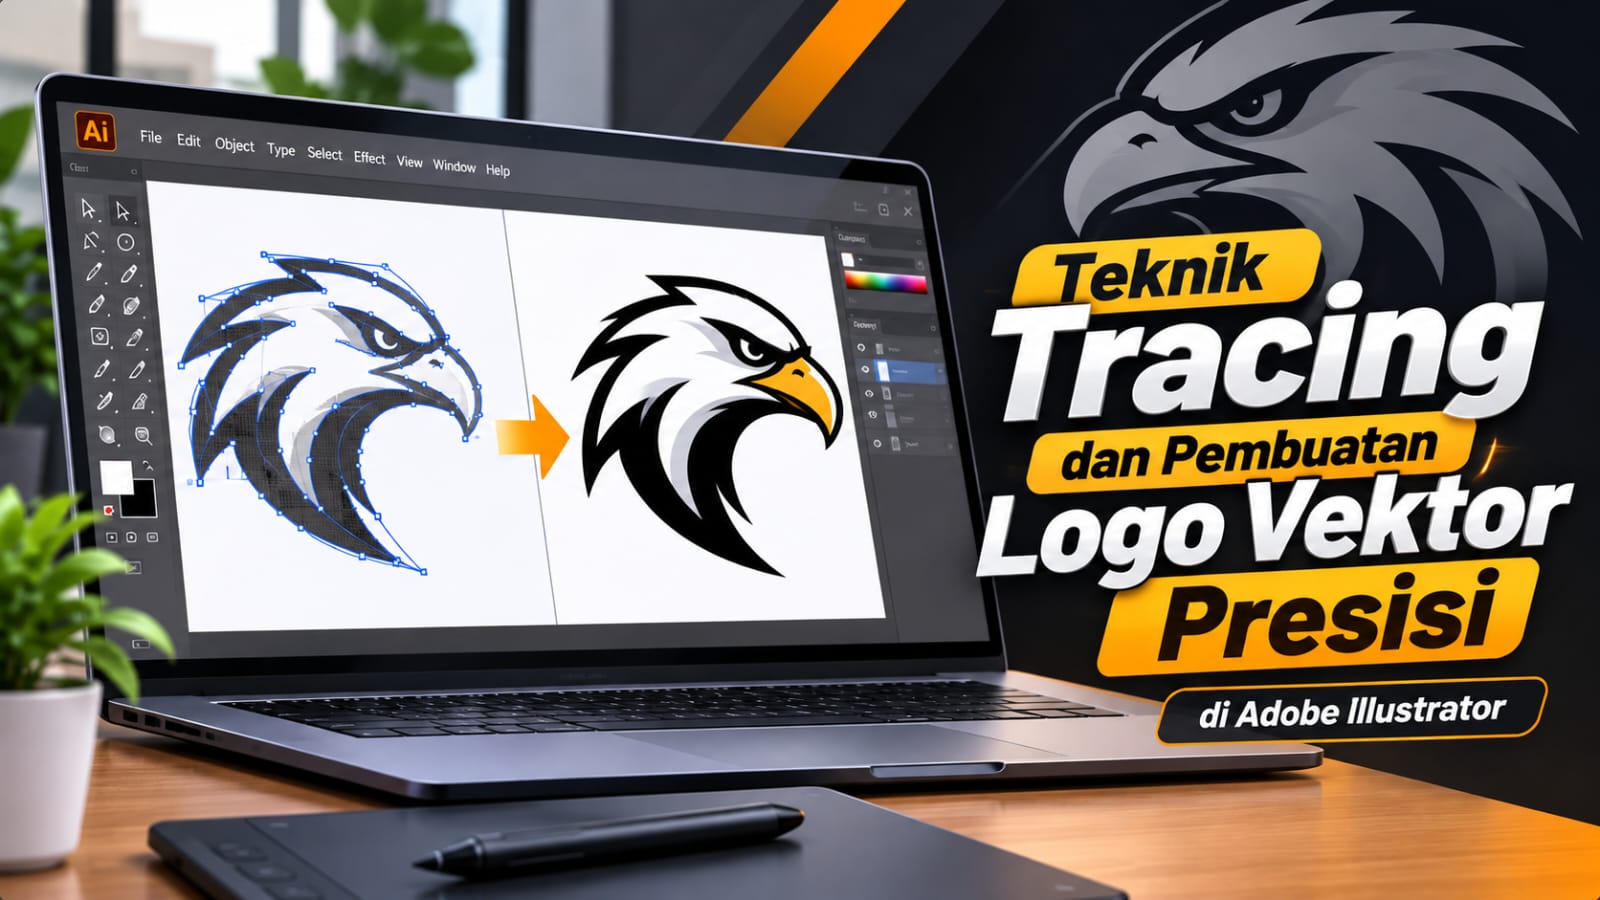 Ai
File Edit Object Type Select Effect View Window Help
Teknik
Tracing
dan Pembuatan
Logo Vektor
Presisi
di Adobe Illustrator